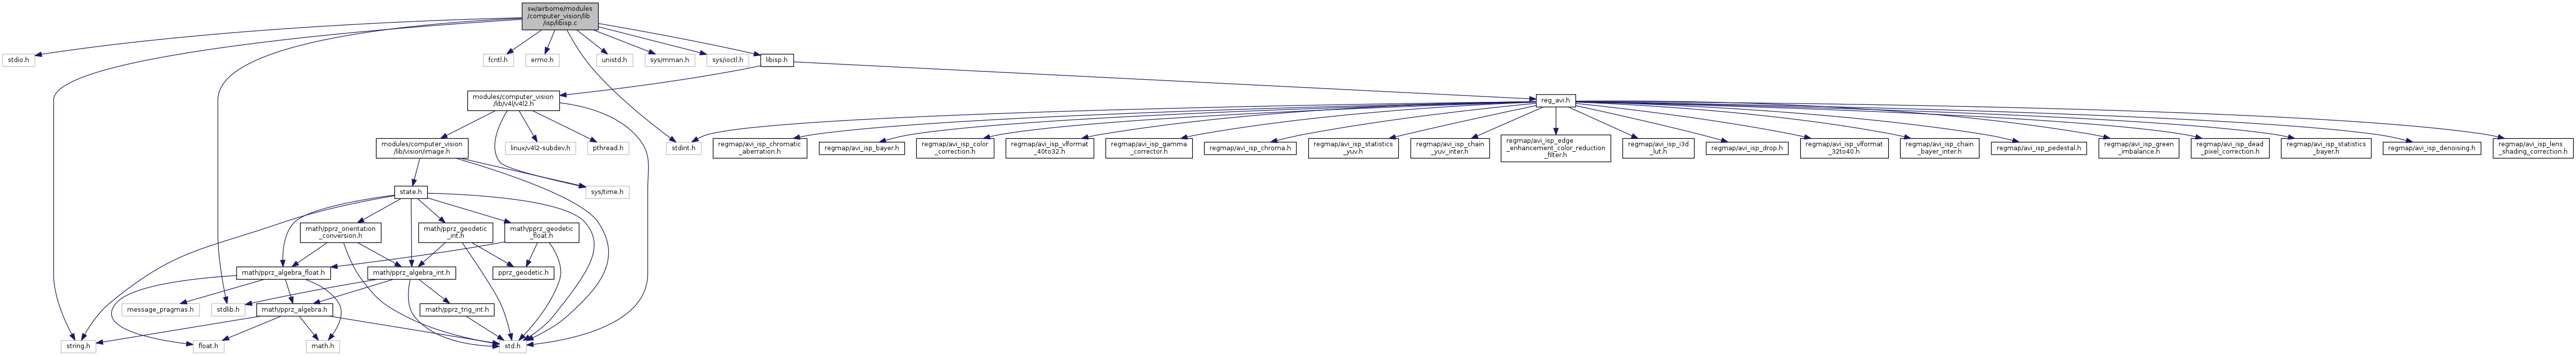 sw/airborne/modules
/computer_vision/lib
/isp/libisp.c
stdio.h
fcntl.h
errno.h
unistd.h
sys/mman.h
sys/ioctl.h
libisp.h
modules/computer_vision
/lib/v4l/v4l2.h
reg_avi.h
modules/computer_vision
/lib/vision/image.h
linux/v4l2-subdev.h
pthread.h
stdint.h
regmap/avi_isp_chromatic
_aberration.h
regmap/avi_isp_bayer.h
regmap/avi_isp_color
_correction.h
regmap/avi_isp_vlformat
_40to32.h
regmap/avi_isp_gamma
_corrector.h
regmap/avi_isp_chroma.h
regmap/avi_isp_statistics
_yuv.h
regmap/avi_isp_chain
_yuv_inter.h
regmap/avi_isp_edge
_enhancement_color_reduction
_filter.h
regmap/avi_isp_i3d
_lut.h
regmap/avi_isp_drop.h
regmap/avi_isp_vlformat
_32to40.h
regmap/avi_isp_chain
_bayer_inter.h
regmap/avi_isp_pedestal.h
regmap/avi_isp_green
_imbalance.h
regmap/avi_isp_dead
_pixel_correction.h
regmap/avi_isp_statistics
_bayer.h
regmap/avi_isp_denoising.h
regmap/avi_isp_lens
_shading_correction.h
state.h
sys/time.h
math/pprz_orientation
_conversion.h
math/pprz_geodetic
_int.h
math/pprz_geodetic
_float.h
math/pprz_algebra_float.h
math/pprz_algebra_int.h
pprz_geodetic.h
message_pragmas.h
stdlib.h
math/pprz_algebra.h
math/pprz_trig_int.h
string.h
float.h
math.h
std.h